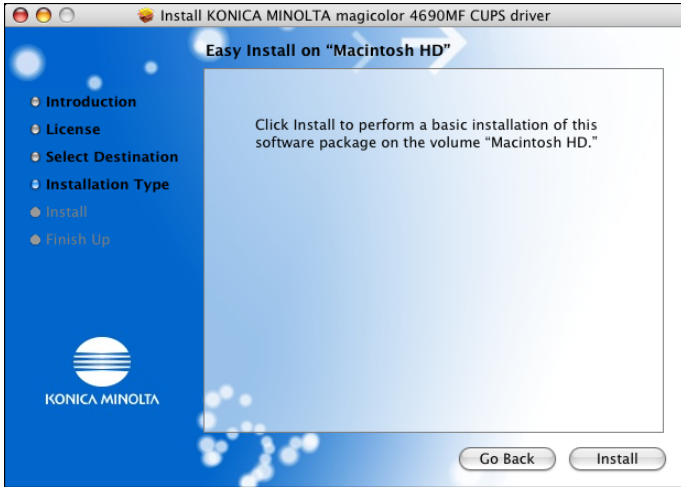 Install KONICA MINOLTA magicolor 4690MF CUPS driver
Easy Install on “Macintosh HD”
Introduction
License
Select Destination
Installation Type
Install
Finish Up
Click Install to perform a basic installation of this
software package on the volume “Macintosh HD.”
KONICA MINOLTA
Go Back
Install